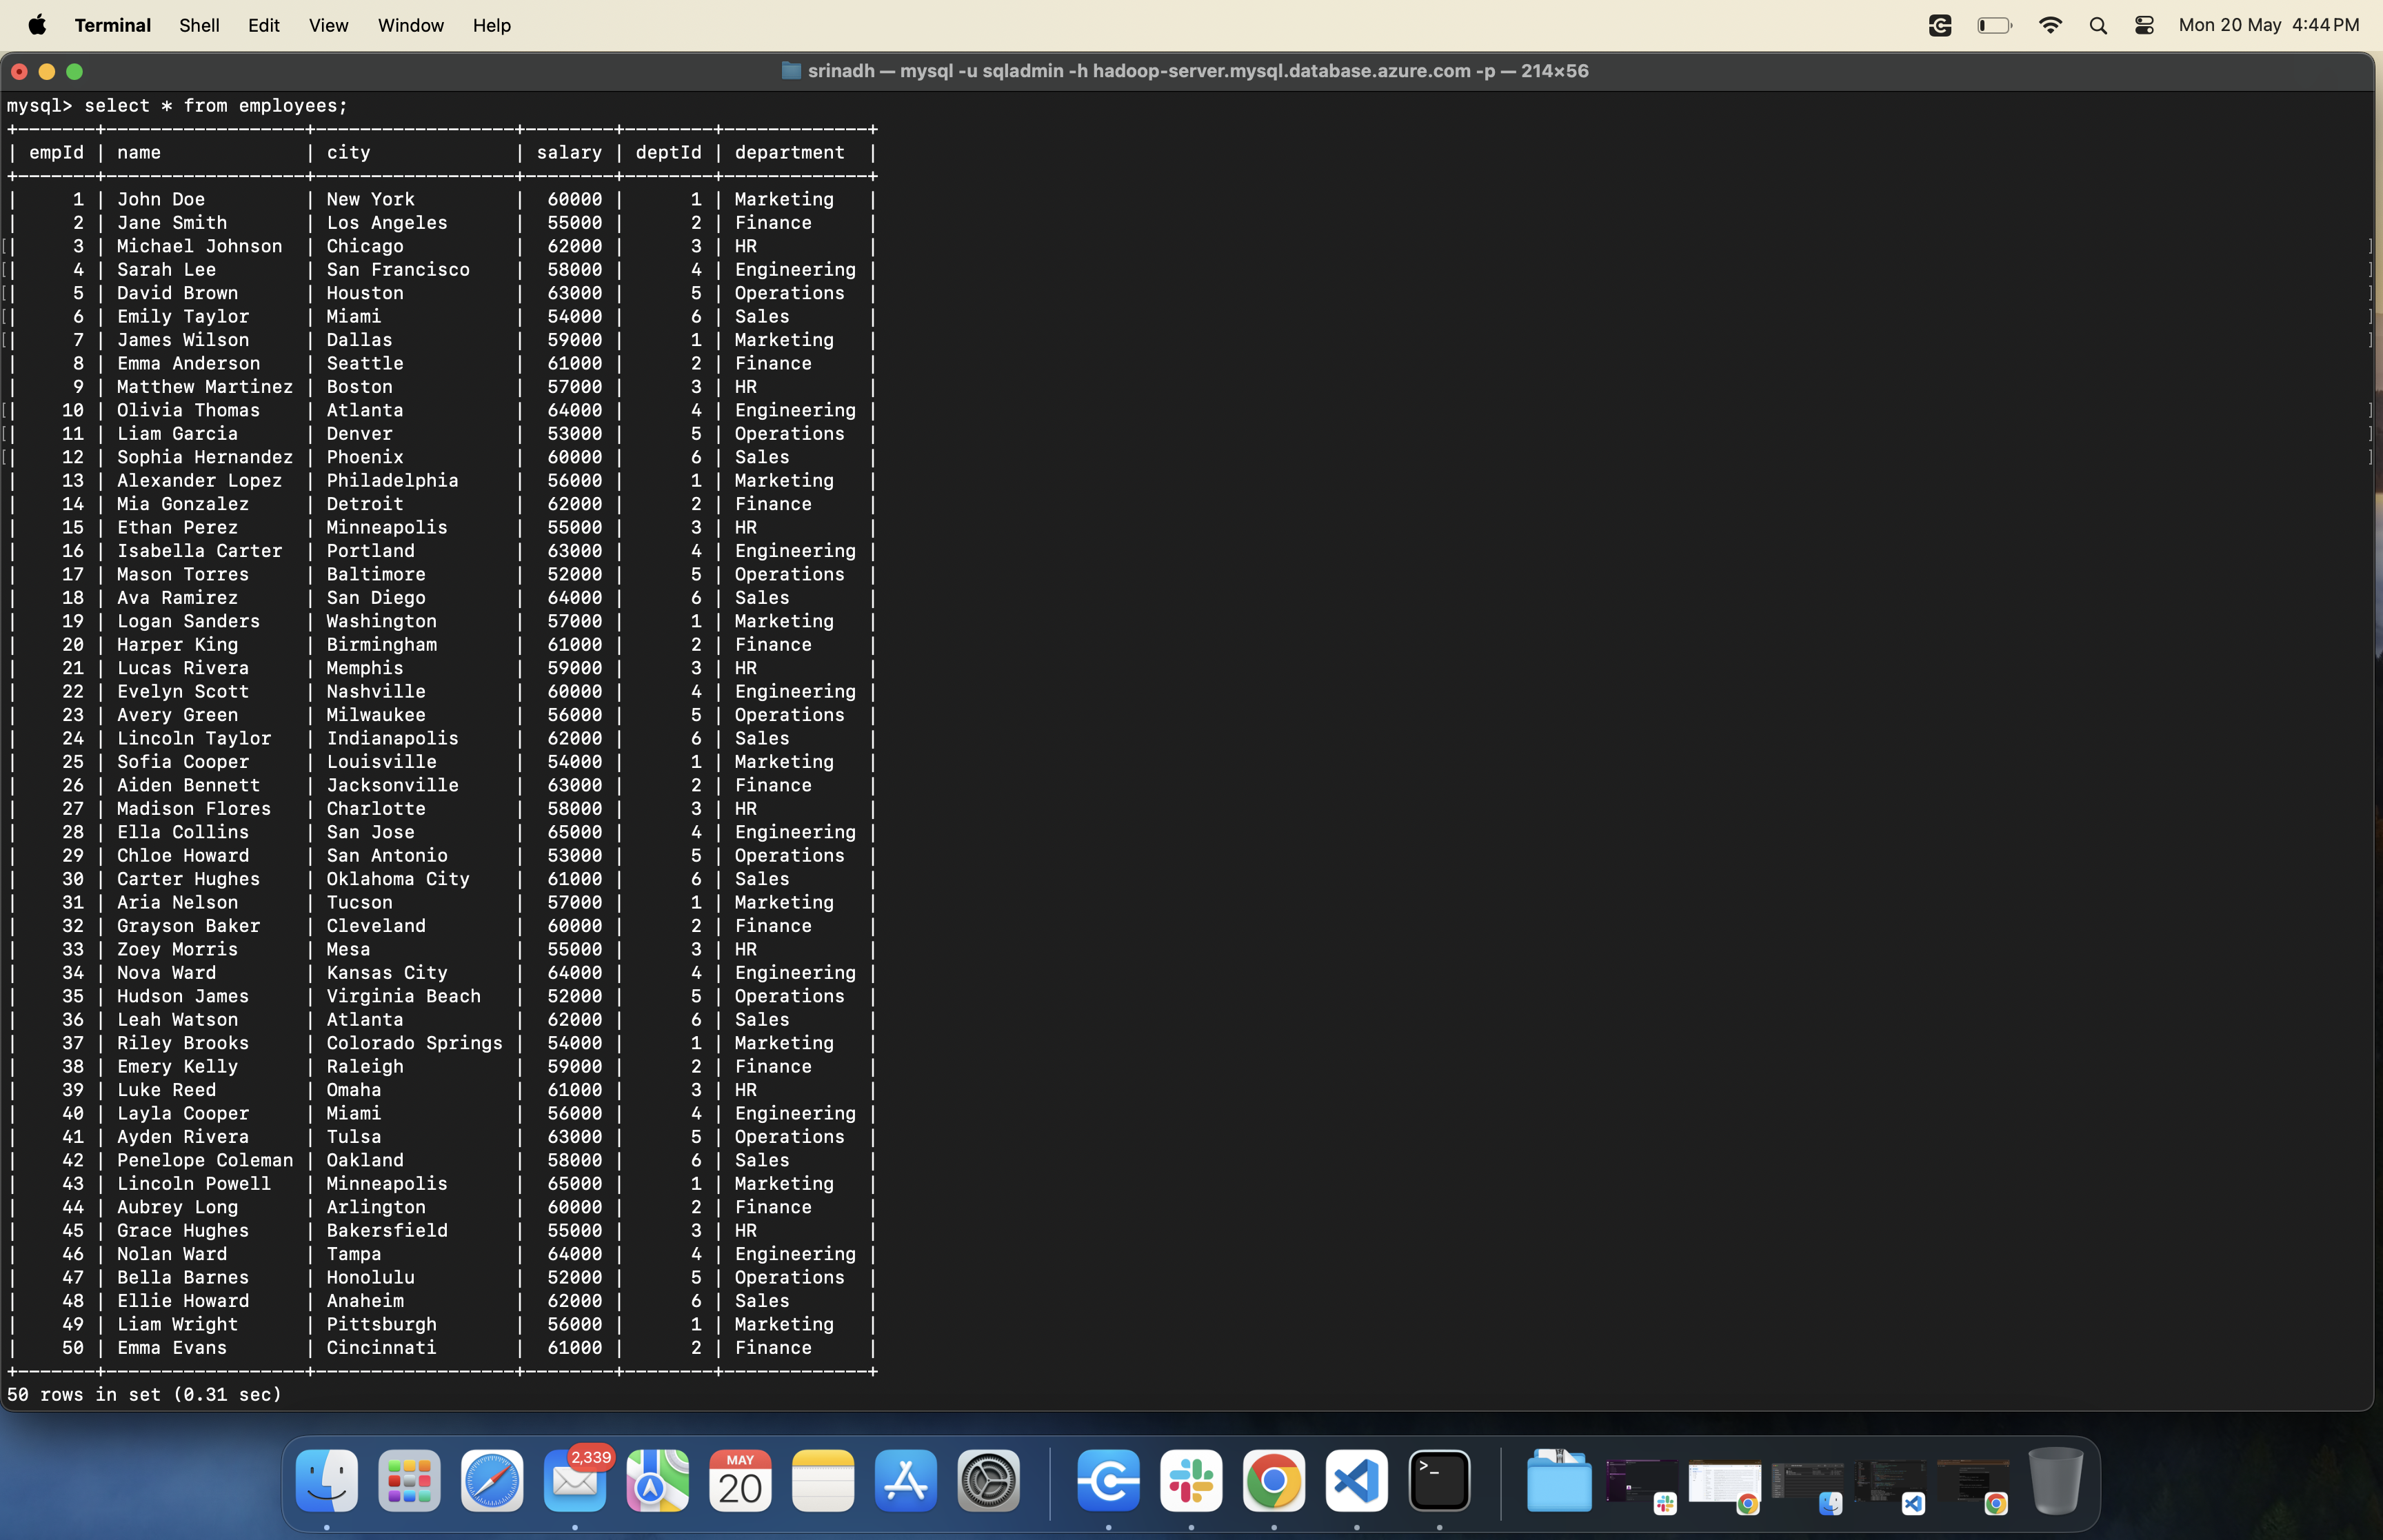 Terminal Shell Edit View Window Help Mon 20 May 4:44 PM
srinadh — mysql -u sqladmin -h hadoop-server.mysql.database.azure.com -p — 214×56
mysql> select * from employees;
+-------+------------------+------------------+--------+--------+-------------+
| empId | name             | city             | salary | deptId | department  |
+-------+------------------+------------------+--------+--------+-------------+
|     1 | John Doe         | New York         |  60000 |      1 | Marketing   |
|     2 | Jane Smith       | Los Angeles      |  55000 |      2 | Finance     |
[|     3 | Michael Johnson  | Chicago          |  62000 |      3 | HR          | ]
[|     4 | Sarah Lee        | San Francisco    |  58000 |      4 | Engineering | ]
[|     5 | David Brown      | Houston          |  63000 |      5 | Operations  | ]
[|     6 | Emily Taylor     | Miami            |  54000 |      6 | Sales       | ]
[|     7 | James Wilson     | Dallas           |  59000 |      1 | Marketing   | ]
|     8 | Emma Anderson    | Seattle          |  61000 |      2 | Finance     |
|     9 | Matthew Martinez | Boston           |  57000 |      3 | HR          |
[|    10 | Olivia Thomas    | Atlanta          |  64000 |      4 | Engineering | ]
[|    11 | Liam Garcia      | Denver           |  53000 |      5 | Operations  | ]
[|    12 | Sophia Hernandez | Phoenix          |  60000 |      6 | Sales       | ]
|    13 | Alexander Lopez  | Philadelphia     |  56000 |      1 | Marketing   |
|    14 | Mia Gonzalez     | Detroit          |  62000 |      2 | Finance     |
|    15 | Ethan Perez      | Minneapolis      |  55000 |      3 | HR          |
|    16 | Isabella Carter  | Portland         |  63000 |      4 | Engineering |
|    17 | Mason Torres     | Baltimore        |  52000 |      5 | Operations  |
|    18 | Ava Ramirez      | San Diego        |  64000 |      6 | Sales       |
|    19 | Logan Sanders    | Washington       |  57000 |      1 | Marketing   |
|    20 | Harper King      | Birmingham       |  61000 |      2 | Finance     |
|    21 | Lucas Rivera     | Memphis          |  59000 |      3 | HR          |
|    22 | Evelyn Scott     | Nashville        |  60000 |      4 | Engineering |
|    23 | Avery Green      | Milwaukee        |  56000 |      5 | Operations  |
|    24 | Lincoln Taylor   | Indianapolis     |  62000 |      6 | Sales       |
|    25 | Sofia Cooper     | Louisville       |  54000 |      1 | Marketing   |
|    26 | Aiden Bennett    | Jacksonville     |  63000 |      2 | Finance     |
|    27 | Madison Flores   | Charlotte        |  58000 |      3 | HR          |
|    28 | Ella Collins     | San Jose         |  65000 |      4 | Engineering |
|    29 | Chloe Howard     | San Antonio      |  53000 |      5 | Operations  |
|    30 | Carter Hughes    | Oklahoma City    |  61000 |      6 | Sales       |
|    31 | Aria Nelson      | Tucson           |  57000 |      1 | Marketing   |
|    32 | Grayson Baker    | Cleveland        |  60000 |      2 | Finance     |
|    33 | Zoey Morris      | Mesa             |  55000 |      3 | HR          |
|    34 | Nova Ward        | Kansas City      |  64000 |      4 | Engineering |
|    35 | Hudson James     | Virginia Beach   |  52000 |      5 | Operations  |
|    36 | Leah Watson      | Atlanta          |  62000 |      6 | Sales       |
|    37 | Riley Brooks     | Colorado Springs |  54000 |      1 | Marketing   |
|    38 | Emery Kelly      | Raleigh          |  59000 |      2 | Finance     |
|    39 | Luke Reed        | Omaha            |  61000 |      3 | HR          |
|    40 | Layla Cooper     | Miami            |  56000 |      4 | Engineering |
|    41 | Ayden Rivera     | Tulsa            |  63000 |      5 | Operations  |
|    42 | Penelope Coleman | Oakland          |  58000 |      6 | Sales       |
|    43 | Lincoln Powell   | Minneapolis      |  65000 |      1 | Marketing   |
|    44 | Aubrey Long      | Arlington        |  60000 |      2 | Finance     |
|    45 | Grace Hughes     | Bakersfield      |  55000 |      3 | HR          |
|    46 | Nolan Ward       | Tampa            |  64000 |      4 | Engineering |
|    47 | Bella Barnes     | Honolulu         |  52000 |      5 | Operations  |
|    48 | Ellie Howard     | Anaheim          |  62000 |      6 | Sales       |
|    49 | Liam Wright      | Pittsburgh       |  56000 |      1 | Marketing   |
|    50 | Emma Evans       | Cincinnati       |  61000 |      2 | Finance     |
+-------+------------------+------------------+--------+--------+-------------+
50 rows in set (0.31 sec)
2,339
MAY
20
>_